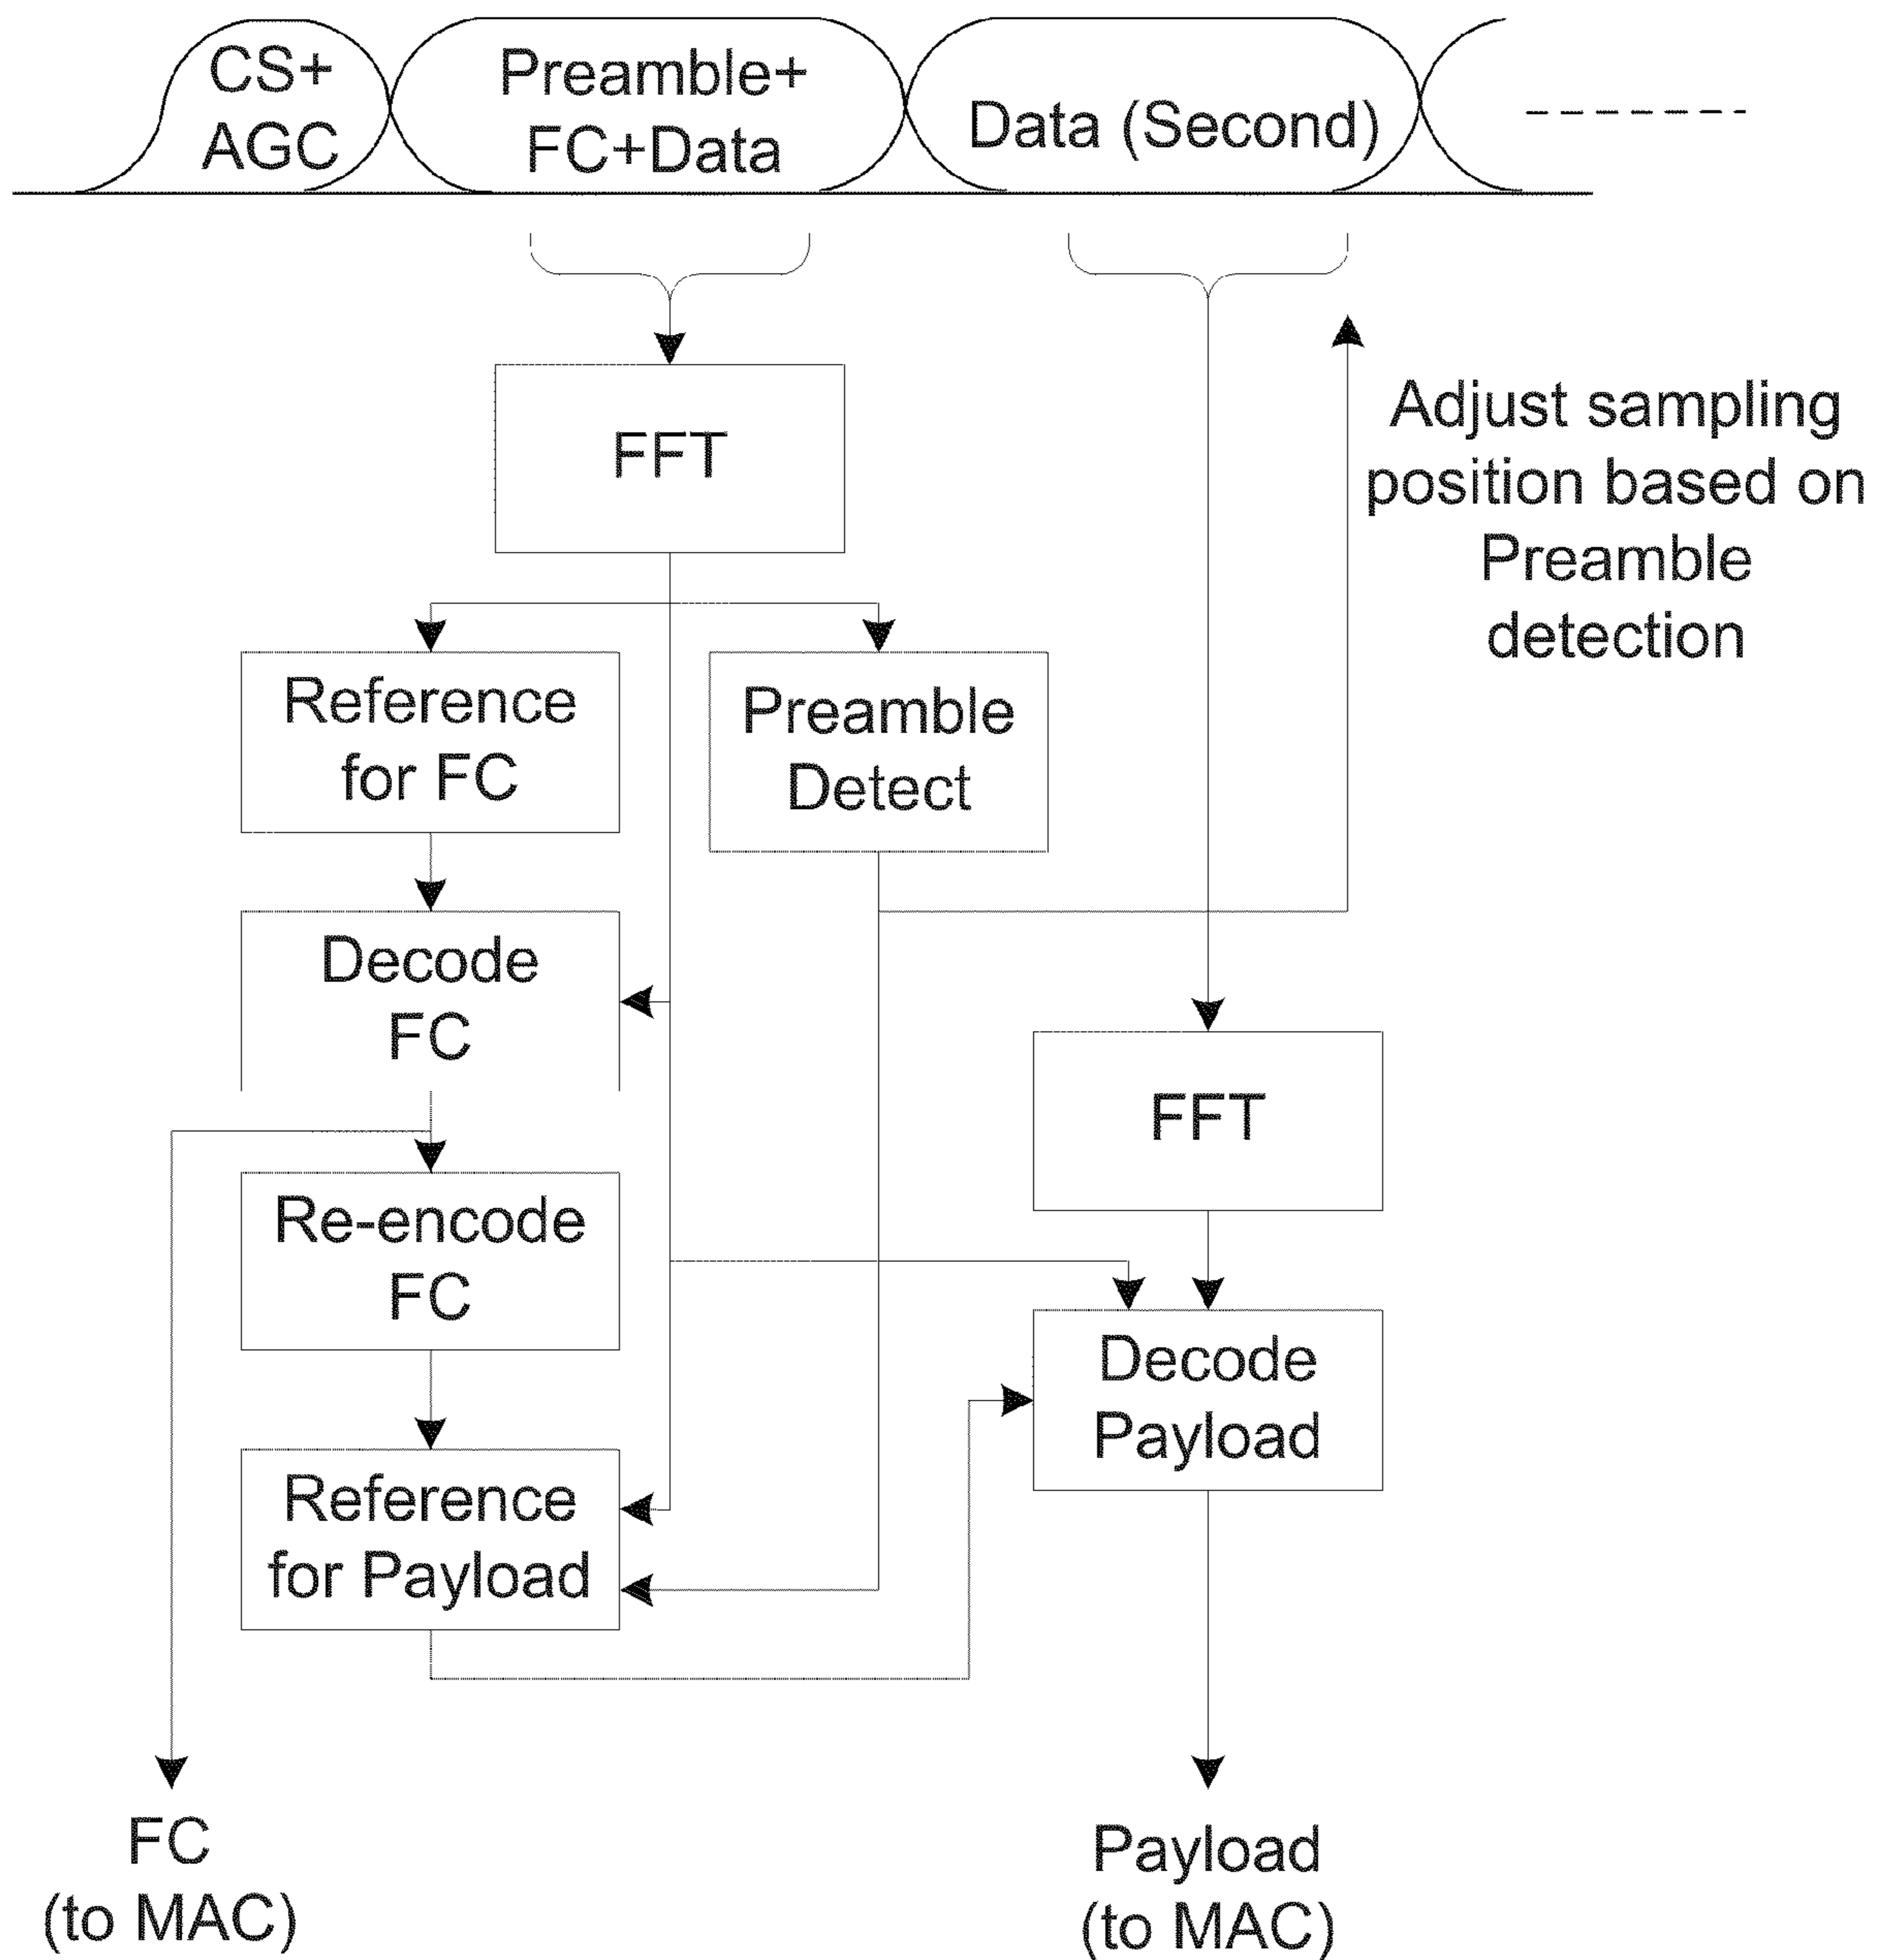 CS+
AGC
Preamble+
FC+Data
Data (Second)
FFT
Adjust sampling
position based on
Preamble
detection
Reference
for FC
Preamble
Detect
Decode
FC
FFT
Re-encode
FC
Decode
Payload
Reference
for Payload
FC
(to MAC)
Payload
(to MAC)